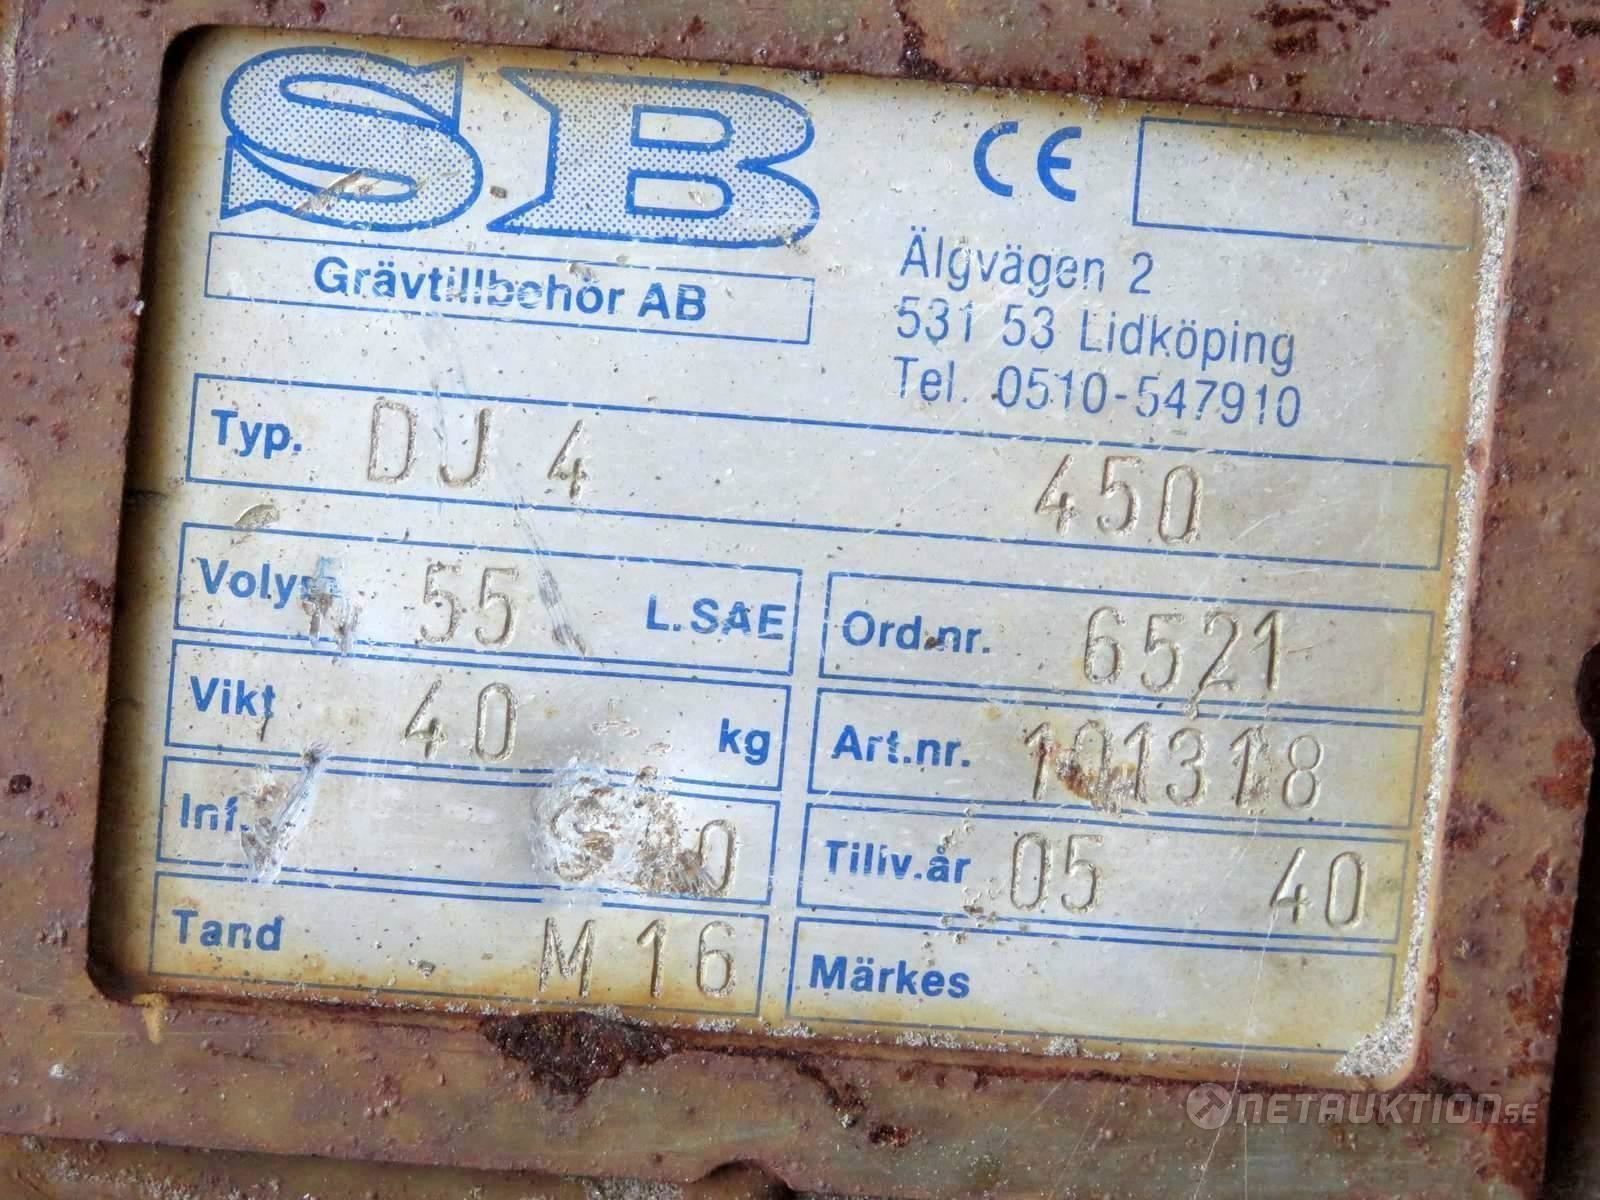 SB
Grävtillbehör AB
CE
Älgvägen 2
531 53 Lidköping
Tel. 0510-547910
Typ. DJ 4 450
Volym 55 L.SAE
Ord.nr. 6521
Vikt 40 kg
Art.nr. 101318
Inf.
Tillv.år 05 40
Tand M 16
Märkes
NETAUKTION.SE